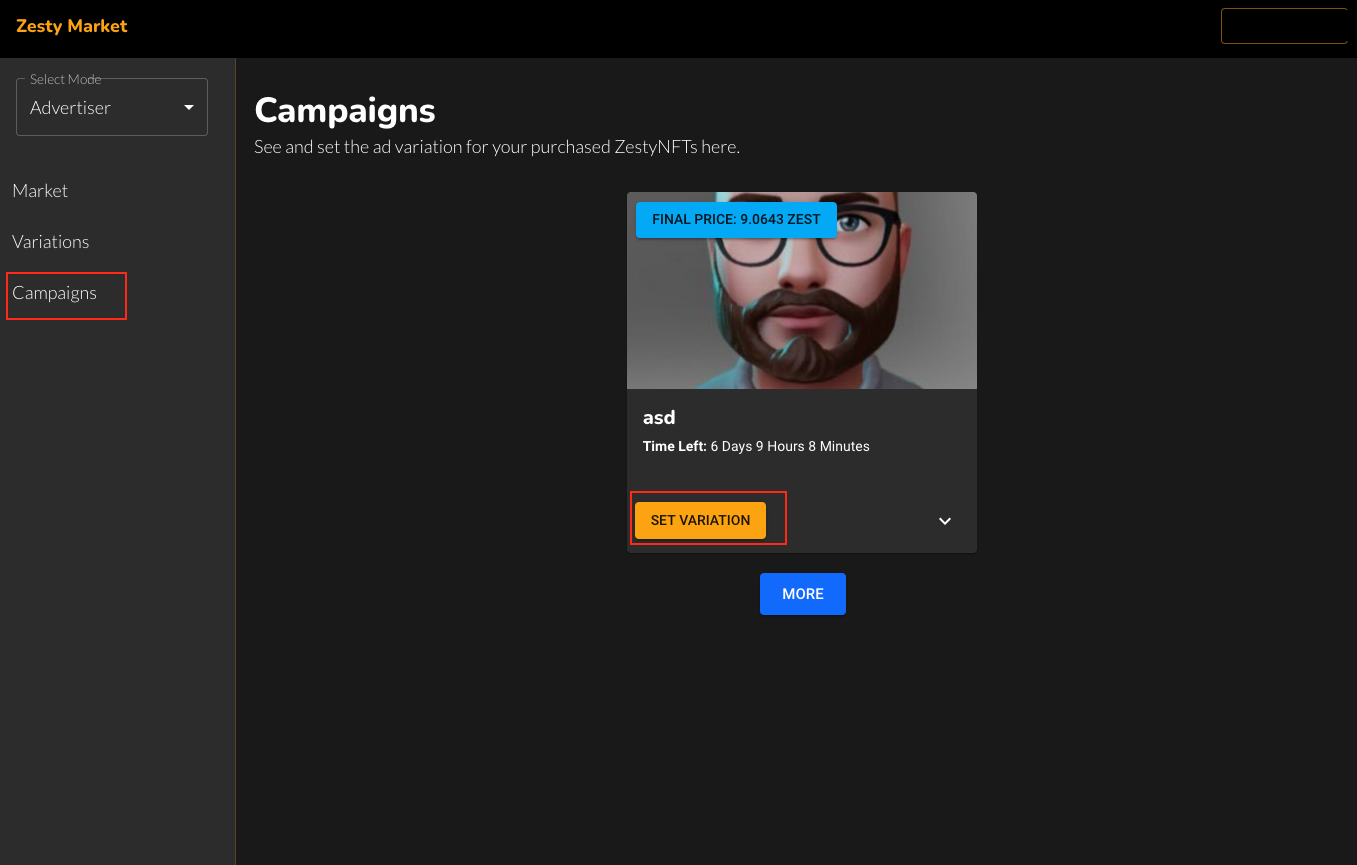 Zesty Market
Select Mode
Advertiser
Market
Variations
Campaigns
Campaigns
See and set the ad variation for your purchased ZestyNFTs here.
FINAL PRICE: 9.0643 ZEST
asd
Time Left: 6 Days 9 Hours 8 Minutes
SET VARIATION
MORE